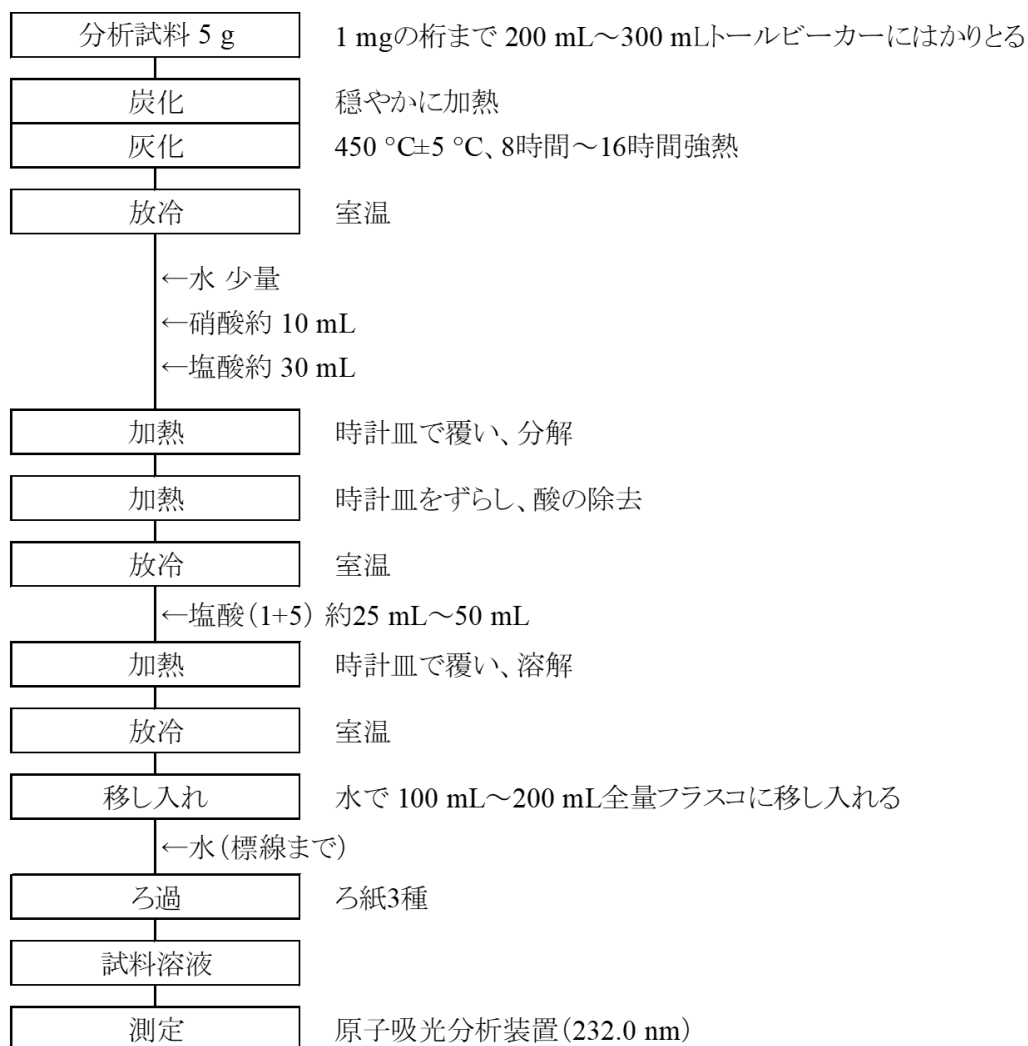 分析試料 5 g 1 mgの桁まで 200 mL～300 mLトールビーカーにはかりとる
炭化 穏やかに加熱
灰化 450 °C±5 °C、8時間～16時間強熱
放冷 室温
←水 少量
←硝酸約 10 mL
←塩酸約 30 mL
加熱 時計皿で覆い、分解
加熱 時計皿をずらし、酸の除去
放冷 室温
←塩酸（1+5） 約25 mL～50 mL
加熱 時計皿で覆い、溶解
放冷 室温
移し入れ 水で 100 mL～200 mL全量フラスコに移し入れる
←水（標線まで）
ろ過 ろ紙3種
試料溶液
測定 原子吸光分析装置（232.0 nm）